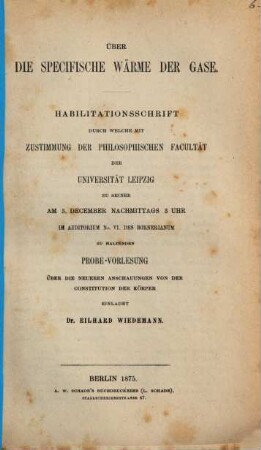 ÜBER
DIE SPECIFISCHE WÄRME DER GASE.
HABILITATIONSSCHRIFT
DURCH WELCHE MIT
ZUSTIMMUNG DER PHILOSOPHISCHEN FACULTÄT
DER
UNIVERSITÄT LEIPZIG
ZU SEINER
AM 3. DECEMBER NACHMITTAGS 3 UHR
IM AUDITORIUM No. VI. DES BORNERIANUM
ZU HALTENDEN
PROBE-VORLESUNG
ÜBER DIE NEUEREN ANSCHAUUNGEN VON DER
CONSTITUTION DER KÖRPER
EINLADET
Dr. EILHARD WIEDEMANN.
BERLIN 1875.
A. W. SCHADE'S BUCHDRUCKEREI (L. SCHADE),
STALLSCHREIBERSTRASSE 47.